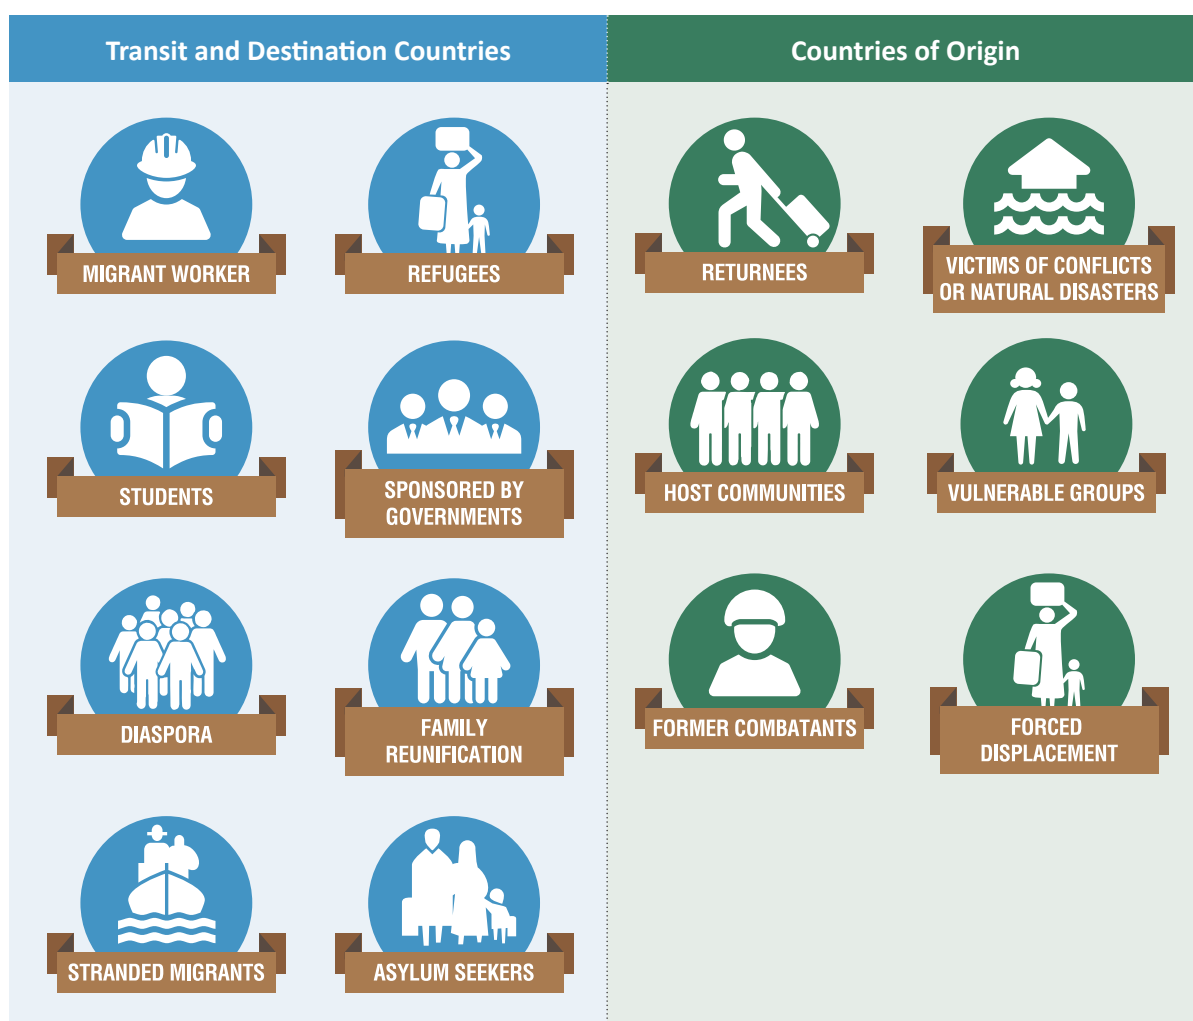 Transit and Destination Countries
Countries of Origin
MIGRANT WORKER
REFUGEES
RETURNEES
VICTIMS OF CONFLICTS
OR NATURAL DISASTERS
STUDENTS
SPONSORED BY
GOVERNMENTS
HOST COMMUNITIES
VULNERABLE GROUPS
DIASPORA
FAMILY
REUNIFICATION
FORMER COMBATANTS
FORCED
DISPLACEMENT
STRANDED MIGRANTS
ASYLUM SEEKERS